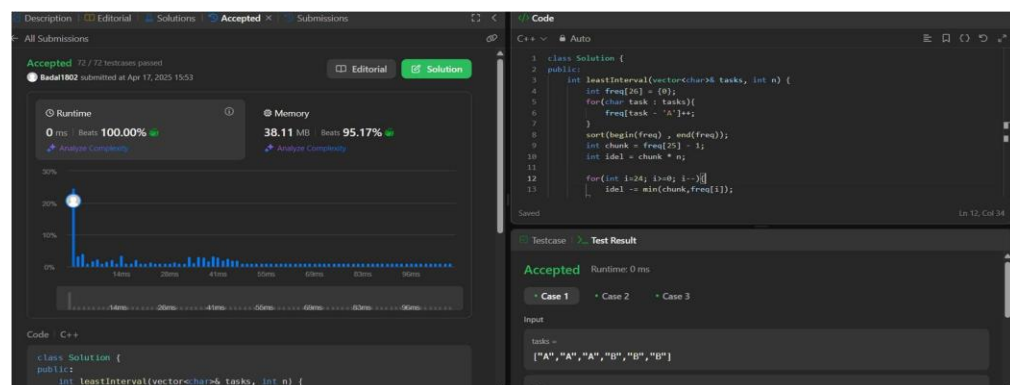 Description Editorial Solutions Accepted × Submissions
All Submissions
Accepted 72 / 72 testcases passed
Badal1802 submitted at Apr 17, 2025 15:53
Editorial Solution
Runtime
0 ms Beats 100.00%
Analyze Complexity
Memory
38.11 MB Beats 95.17%
Analyze Complexity
30%
20%
10%
0%
14ms 28ms 41ms 55ms 69ms 83ms 96ms
14ms 28ms 41ms 55ms 69ms 83ms 96ms
Code C++
class Solution {
public:
int leastInterval(vector<char>& tasks, int n) {
</> Code
C++ Auto
1 class Solution {
2 public:
3 int leastInterval(vector<char>& tasks, int n) {
4 int freq[26] = {0};
5 for(char task : tasks){
6 freq[task - 'A']++;
7 }
8 sort(begin(freq) , end(freq));
9 int chunk = freq[25] - 1;
10 int idel = chunk * n;
11
12 for(int i=24; i>=0; i--){
13 idel -= min(chunk,freq[i]);
Saved
Ln 12, Col 34
Testcase >_ Test Result
Accepted Runtime: 0 ms
• Case 1 • Case 2 • Case 3
Input
tasks =
["A","A","A","B","B","B"]